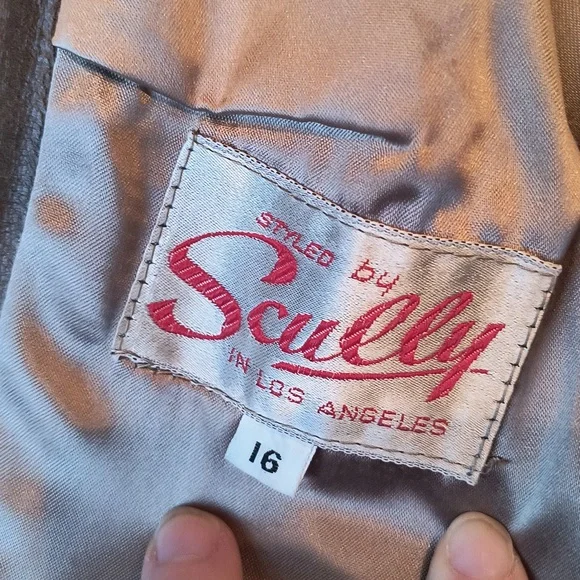 STYLED by
Scully
IN LOS ANGELES
16